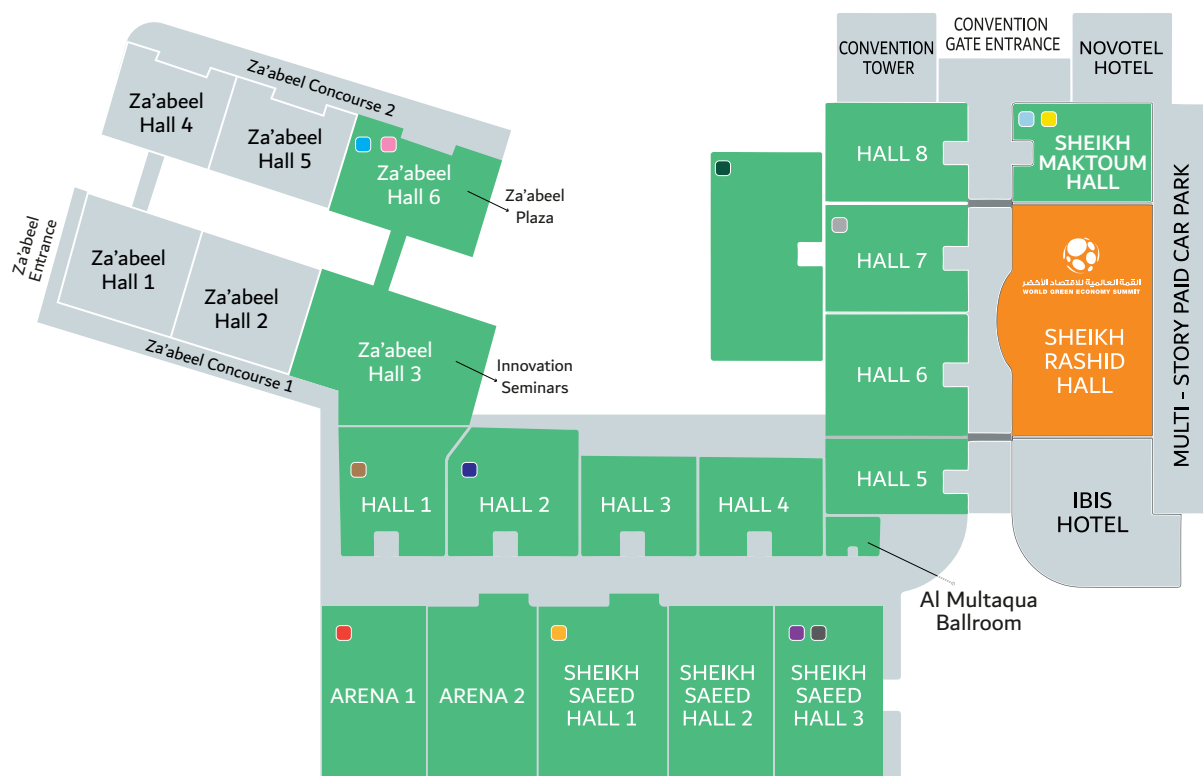 CONVENTION
TOWER
CONVENTION
GATE ENTRANCE
NOVOTEL
HOTEL
Za'abeel Concourse 2
Za'abeel
Hall 4
Za'abeel
Hall 5
Za'abeel
Hall 6
Za'abeel
Plaza
Za'abeel
Entrance
Za'abeel
Hall 1
Za'abeel
Hall 2
Za'abeel
Hall 3
Za'abeel Concourse 1
Innovation
Seminars
HALL 8
SHEIKH
MAKTOUM
HALL
HALL 7
القمة العالمية للاقتصاد الأخضر
WORLD GREEN ECONOMY SUMMIT
SHEIKH
RASHID
HALL
MULTI - STORY PAID CAR PARK
HALL 6
HALL 5
IBIS
HOTEL
HALL 1
HALL 2
HALL 3
HALL 4
Al Multaqua
Ballroom
ARENA 1
ARENA 2
SHEIKH
SAEED
HALL 1
SHEIKH
SAEED
HALL 2
SHEIKH
SAEED
HALL 3